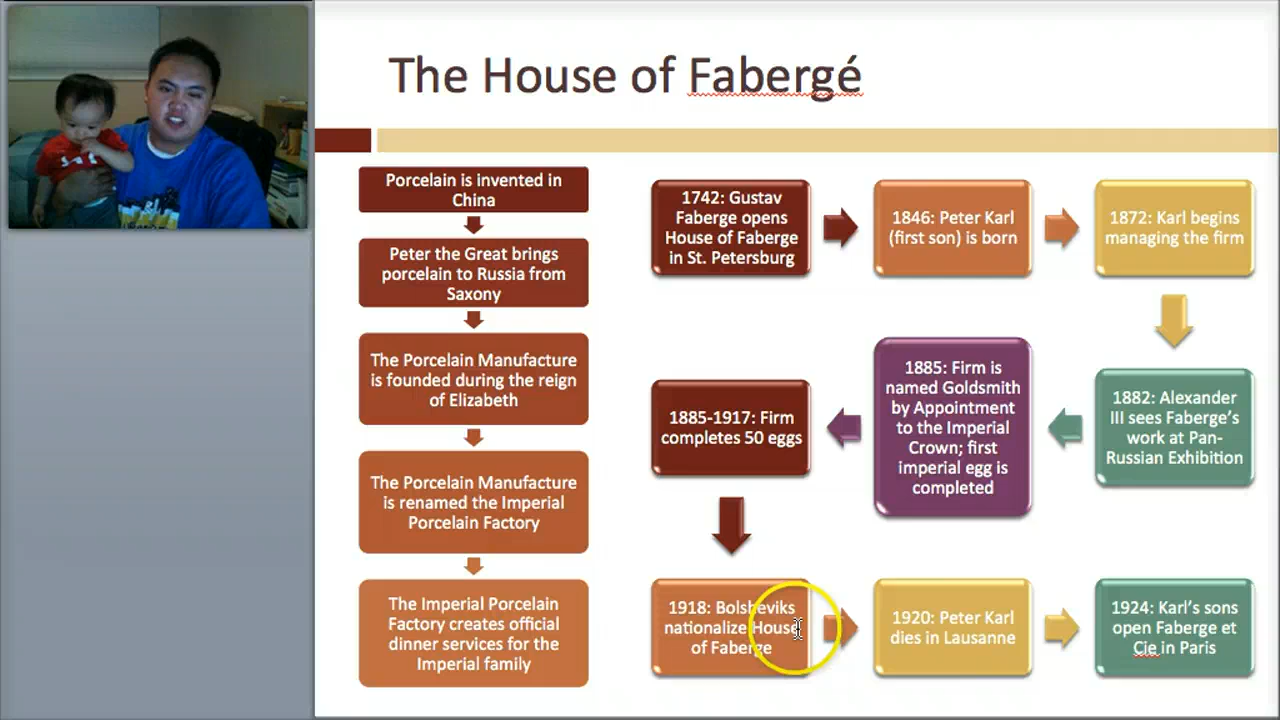 The House of Fabergé
Porcelain is invented in
China
Peter the Great brings
porcelain to Russia from
Saxony
The Porcelain Manufacture
is founded during the reign
of Elizabeth
The Porcelain Manufacture
is renamed the Imperial
Porcelain Factory
The Imperial Porcelain
Factory creates official
dinner services for the
Imperial family
1742: Gustav
Faberge opens
House of Faberge
in St. Petersburg
1846: Peter Karl
(first son) is born
1872: Karl begins
managing the firm
1882: Alexander
III sees Faberge's
work at Pan-
Russian Exhibition
1885: Firm is
named Goldsmith
by Appointment
to the Imperial
Crown; first
imperial egg is
completed
1885-1917: Firm
completes 50 eggs
1918: Bolsheviks
nationalize House
of Faberge
1920: Peter Karl
dies in Lausanne
1924: Karl's sons
open Faberge et
Cie in Paris